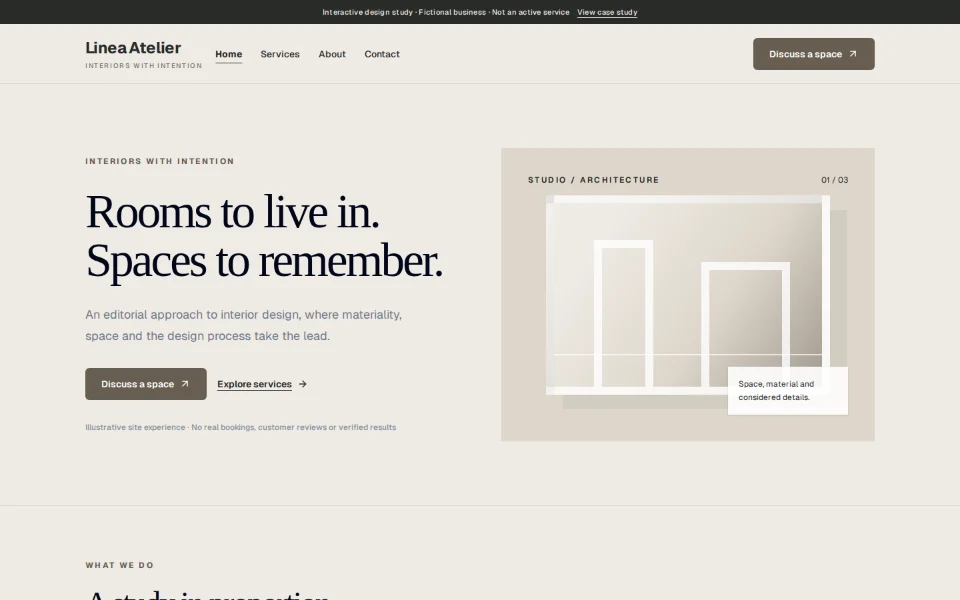 Interactive design study · Fictional business · Not an active service View case study
Linea Atelier
INTERIORS WITH INTENTION
Home Services About Contact
Discuss a space
INTERIORS WITH INTENTION
Rooms to live in.
Spaces to remember.
An editorial approach to interior design, where materiality,
space and the design process take the lead.
Discuss a space
Explore services
Illustrative site experience · No real bookings, customer reviews or verified results
STUDIO / ARCHITECTURE
01 / 03
Space, material and
considered details.
WHAT WE DO
A study in proportion